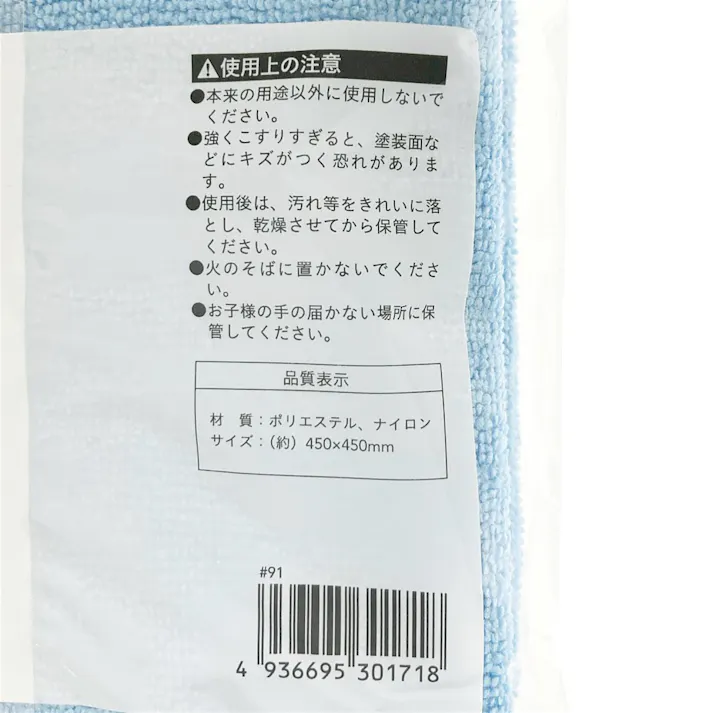 ⚠使用上の注意
●本来の用途以外に使用しないで
ください。
●強くこすりすぎると、塗装面な
どにキズがつく恐れがありま
す。
●使用後は、汚れ等をきれいに落
とし、乾燥させてから保管して
ください。
●火のそばに置かないでくださ
い。
●お子様の手の届かない場所に保
管してください。
品質表示
材 質：ポリエステル、ナイロン
サイズ：（約）450×450mm
#91
4 936695 301718